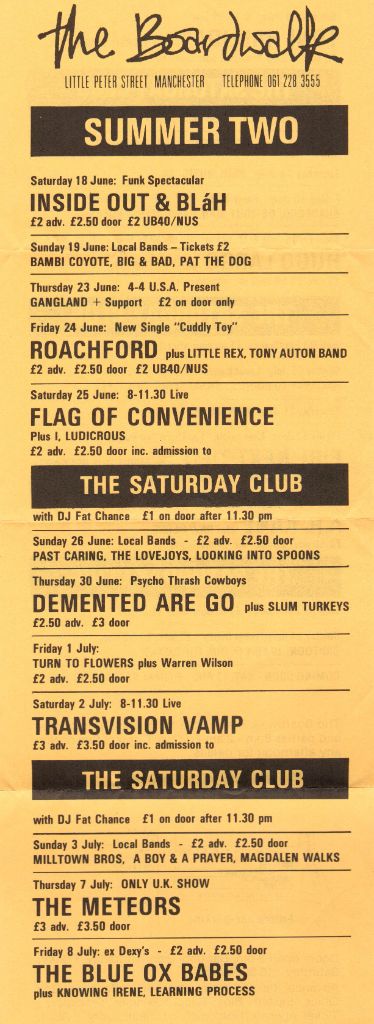 the Boardwalk
LITTLE PETER STREET MANCHESTER TELEPHONE 061 228 3555
SUMMER TWO
Saturday 18 June: Funk Spectacular
INSIDE OUT & BLáH
£2 adv. £2.50 door £2 UB40/NUS
Sunday 19 June: Local Bands – Tickets £2
BAMBI COYOTE, BIG & BAD, PAT THE DOG
Thursday 23 June: 4-4 U.S.A. Present
GANGLAND + Support £2 on door only
Friday 24 June: New Single "Cuddly Toy"
ROACHFORD plus LITTLE REX, TONY AUTON BAND
£2 adv. £2.50 door £2 UB40/NUS
Saturday 25 June: 8-11.30 Live
FLAG OF CONVENIENCE
Plus I, LUDICROUS
£2 adv. £2.50 door inc. admission to
THE SATURDAY CLUB
with DJ Fat Chance £1 on door after 11.30 pm
Sunday 26 June: Local Bands - £2 adv. £2.50 door
PAST CARING, THE LOVEJOYS, LOOKING INTO SPOONS
Thursday 30 June: Psycho Thrash Cowboys
DEMENTED ARE GO plus SLUM TURKEYS
£2.50 adv. £3 door
Friday 1 July:
TURN TO FLOWERS plus Warren Wilson
£2 adv. £2.50 door
Saturday 2 July: 8-11.30 Live
TRANSVISION VAMP
£3 adv. £3.50 door inc. admission to
THE SATURDAY CLUB
with DJ Fat Chance £1 on door after 11.30 pm
Sunday 3 July: Local Bands - £2 adv. £2.50 door
MILLTOWN BROS, A BOY & A PRAYER, MAGDALEN WALKS
Thursday 7 July: ONLY U.K. SHOW
THE METEORS
£3 adv. £3.50 door
Friday 8 July: ex Dexy's - £2 adv. £2.50 door
THE BLUE OX BABES
plus KNOWING IRENE, LEARNING PROCESS